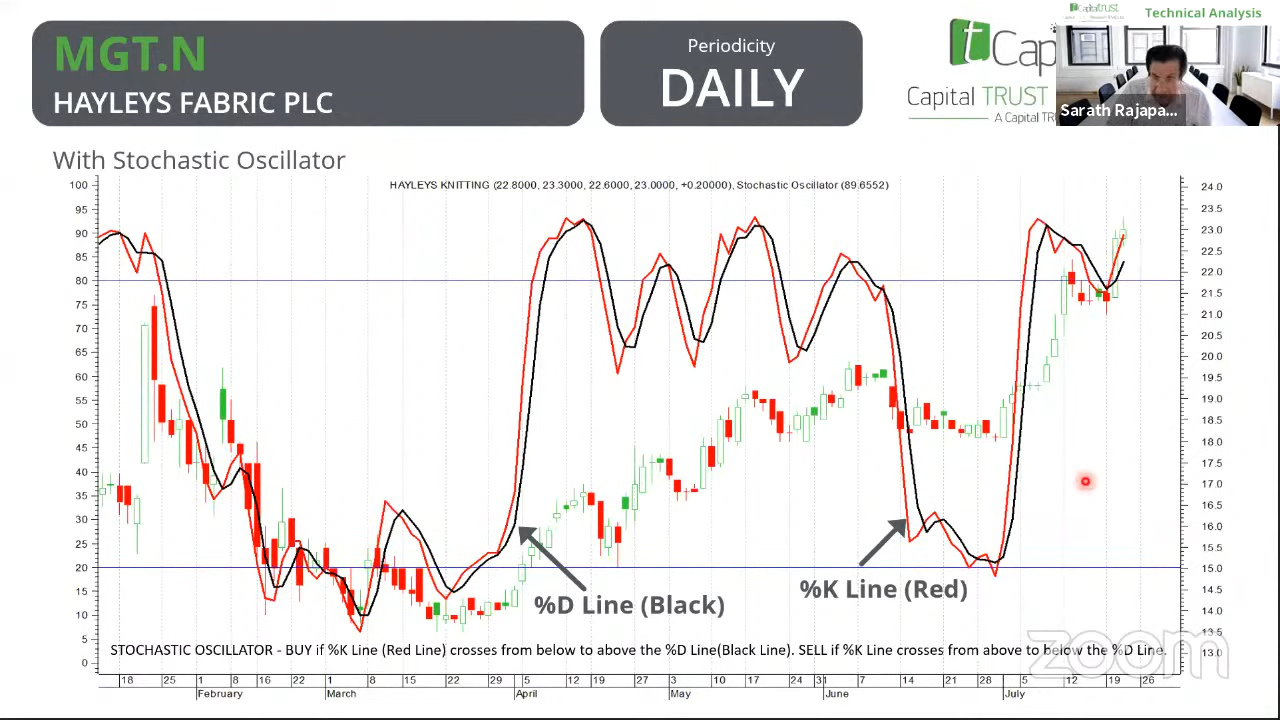 MGT.N
HAYLEYS FABRIC PLC
Periodicity
DAILY
Capital TRUST
Technical Analysis
Sarath Rajapa...
With Stochastic Oscillator
HAYLEYS KNITTING (22.8000, 23.3000, 22.6000, 23.0000, +0.20000), Stochastic Oscillator (89.6552)
100
95
90
85
80
75
70
65
60
55
50
45
40
35
30
25
20
15
10
5
0
24.0
23.5
23.0
22.5
22.0
21.5
21.0
20.5
20.0
19.5
19.0
18.5
18.0
17.5
17.0
16.5
16.0
15.5
15.0
14.5
14.0
13.5
13.0
%D Line (Black)
%K Line (Red)
STOCHASTIC OSCILLATOR - BUY if %K Line (Red Line) crosses from below to above the %D Line(Black Line). SELL if %K Line crosses from above to below the %D Line.
zoom
18 25 1 8 16 22 1 8 15 22 29 5 12 19 27 3 10 17 24 31 7 14 21 28 5 12 19 26
February March April May June July